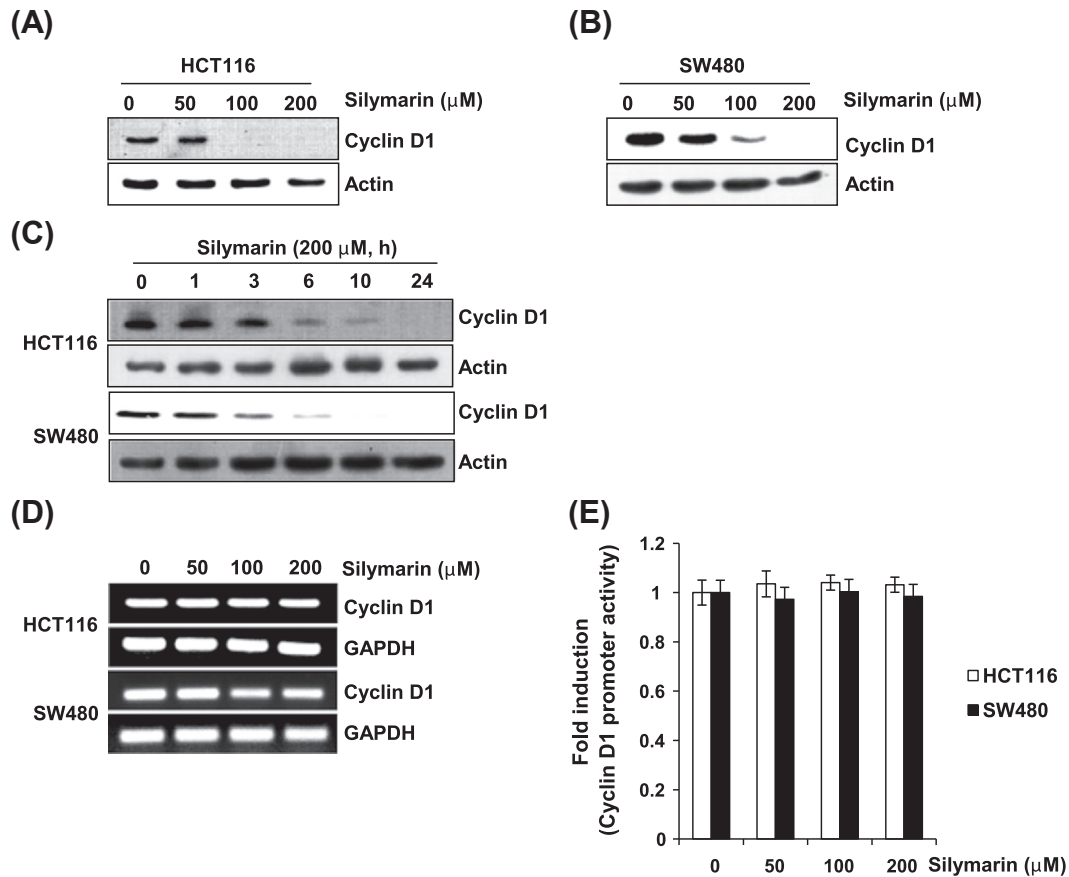 (A)
HCT116
0 50 100 200 Silymarin (μM)
Cyclin D1
Actin
(B)
SW480
0 50 100 200 Silymarin (μM)
Cyclin D1
Actin
(C)
Silymarin (200 μM, h)
0 1 3 6 10 24
HCT116
Cyclin D1
Actin
SW480
Cyclin D1
Actin
(D)
0 50 100 200 Silymarin (μM)
HCT116
Cyclin D1
GAPDH
SW480
Cyclin D1
GAPDH
(E)
Fold induction
(Cyclin D1 promoter activity)
1.2
1
0.8
0.6
0.4
0.2
0
0 50 100 200 Silymarin (μM)
HCT116
SW480